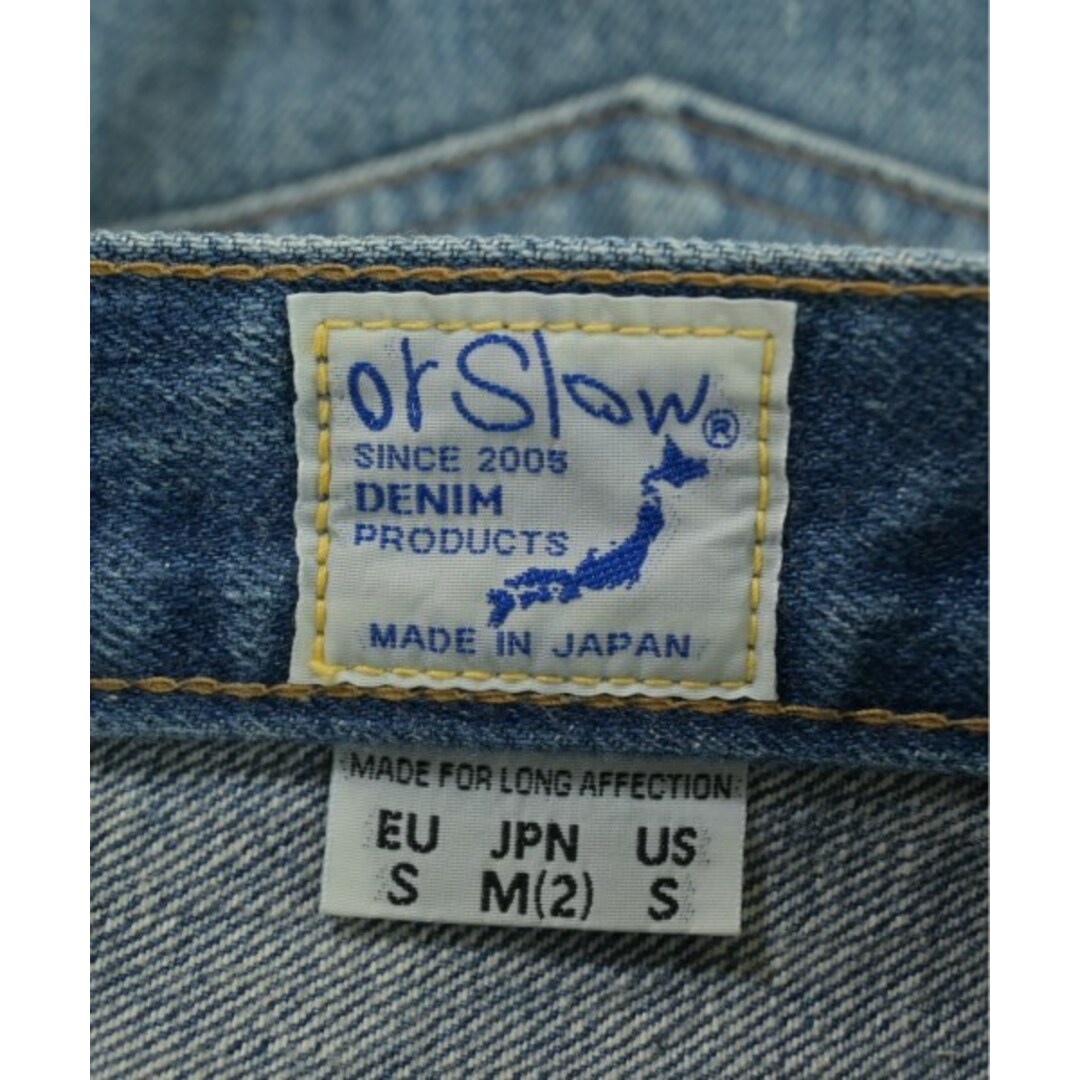 orSlow®
SINCE 2005
DENIM
PRODUCTS
MADE IN JAPAN
MADE FOR LONG AFFECTION
EU JPN US
S M(2) S